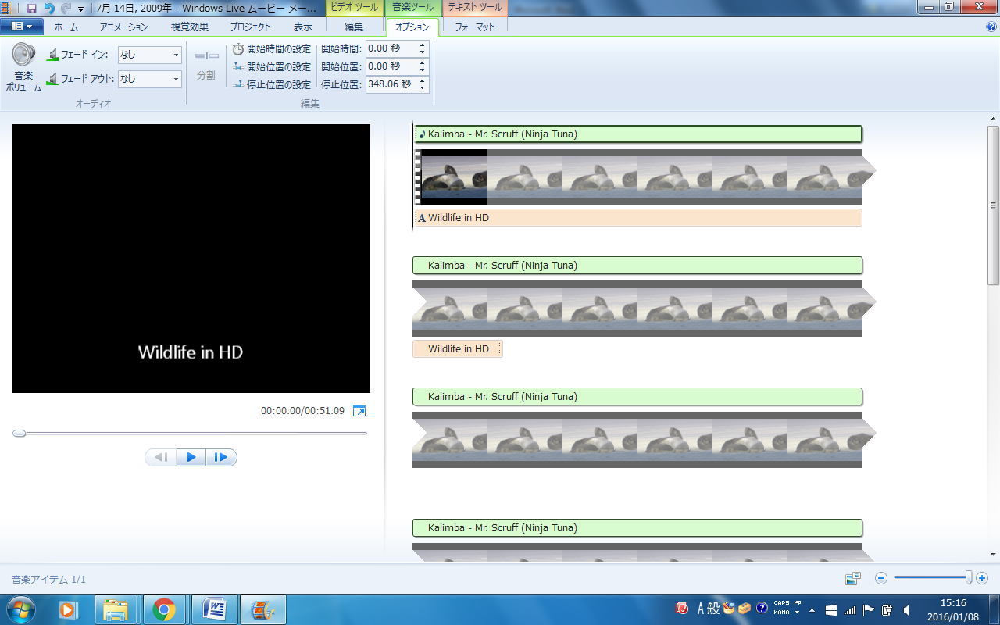 7月 14日, 2009年 - Windows Live ムービー メー...
ビデオ ツール
音楽ツール
テキスト ツール
ホーム
アニメーション
視覚効果
プロジェクト
表示
編集
オプション
フォーマット
音楽
ボリューム
フェード イン: なし
フェード アウト: なし
オーディオ
分割
開始時間の設定
開始位置の設定
停止位置の設定
開始時間: 0.00 秒
開始位置: 0.00 秒
停止位置: 348.06 秒
編集
Wildlife in HD
00:00.00/00:51.09
Kalimba - Mr. Scruff (Ninja Tuna)
A Wildlife in HD
Kalimba - Mr. Scruff (Ninja Tuna)
Wildlife in HD
Kalimba - Mr. Scruff (Ninja Tuna)
Kalimba - Mr. Scruff (Ninja Tuna)
音楽アイテム 1/1
A 般
CAPS
KANA
15:16
2016/01/08